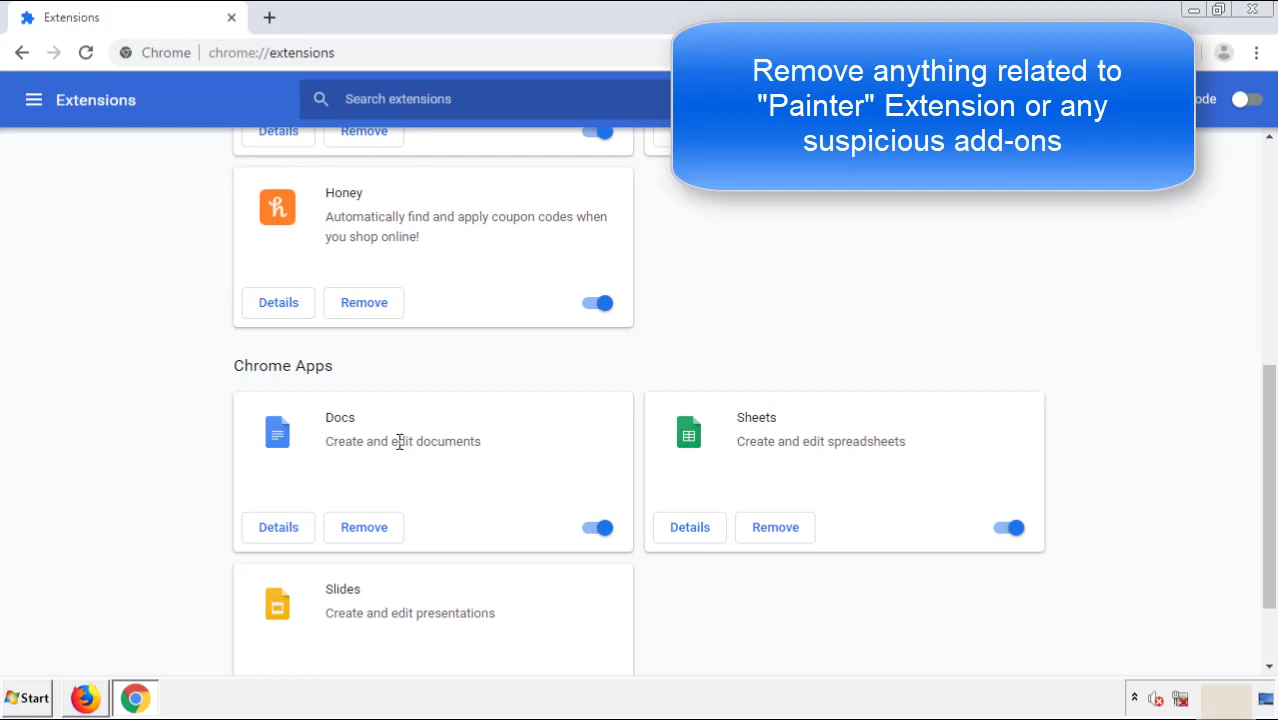 Extensions
Chrome
chrome://extensions
Remove anything related to
"Painter" Extension or any
suspicious add-ons
Extensions
Search extensions
ode
Details
Remove
Honey
Automatically find and apply coupon codes when
you shop online!
Details
Remove
Chrome Apps
Docs
Create and edit documents
Details
Remove
Sheets
Create and edit spreadsheets
Details
Remove
Slides
Create and edit presentations
Start